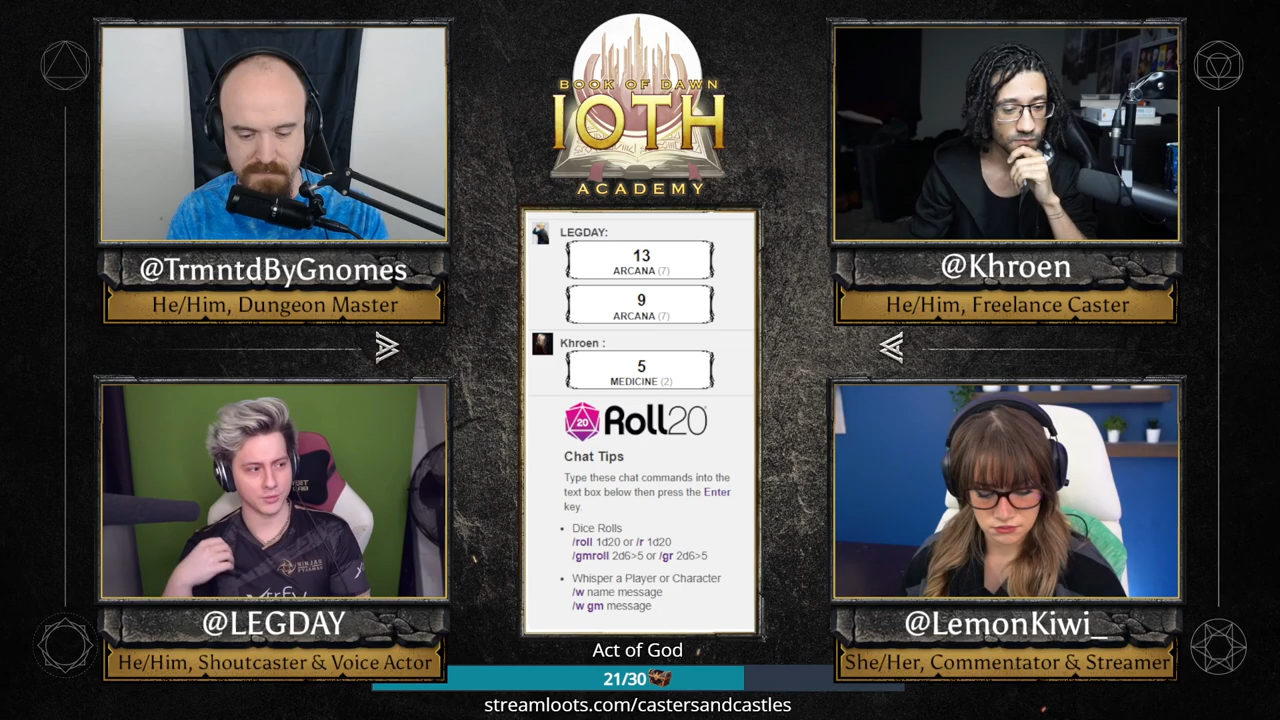 BOOK OF DAWN
IOTH
ACADEMY
@TrmntdByGnomes
He/Him, Dungeon Master
@Khroen
He/Him, Freelance Caster
LEGDAY:
13
ARCANA (7)
9
ARCANA (7)
Khroen :
5
MEDICINE (2)
20
Roll20
Chat Tips
Type these chat commands into the
text box below then press the Enter
key.
• Dice Rolls
/roll 1d20 or /r 1d20
/gmroll 2d6>5 or /gr 2d6>5
• Whisper a Player or Character
/w name message
/w gm message
NINJAS
@LEGDAY
He/Him, Shoutcaster & Voice Actor
@LemonKiwi_
She/Her, Commentator & Streamer
Act of God
21/30
streamloots.com/castersandcastles